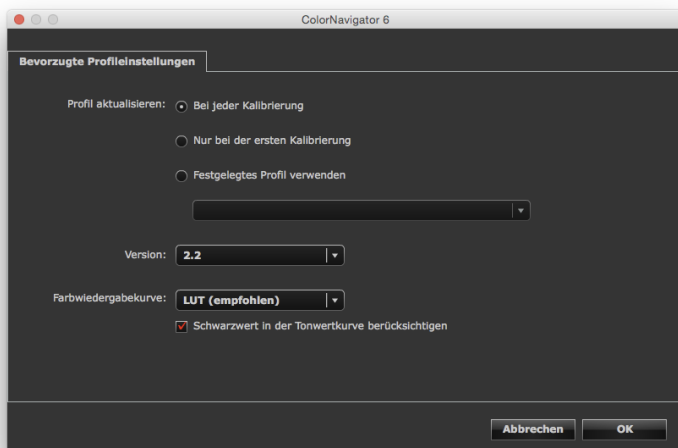 ColorNavigator 6
Bevorzugte Profileinstellungen
Profil aktualisieren: Bei jeder Kalibrierung
Nur bei der ersten Kalibrierung
Festgelegtes Profil verwenden
Version: 2.2
Farbwiedergabekurve: LUT (empfohlen)
Schwarzwert in der Tonwertkurve berücksichtigen
Abbrechen OK